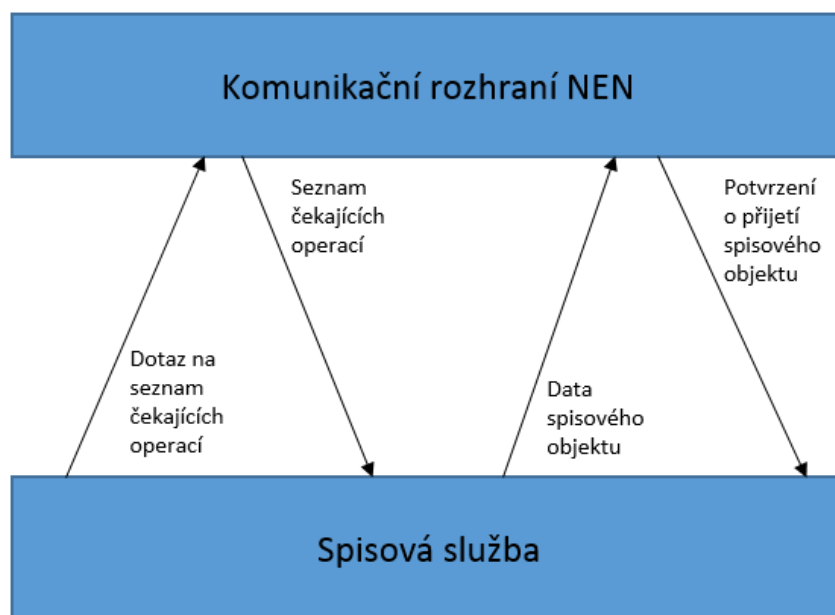 Komunikační rozhraní NEN
Seznam
čekajících
operací
Potvrzení
o přijetí
spisového
objektu
Dotaz na
seznam
čekajících
operací
Data
spisového
objektu
Spisová služba